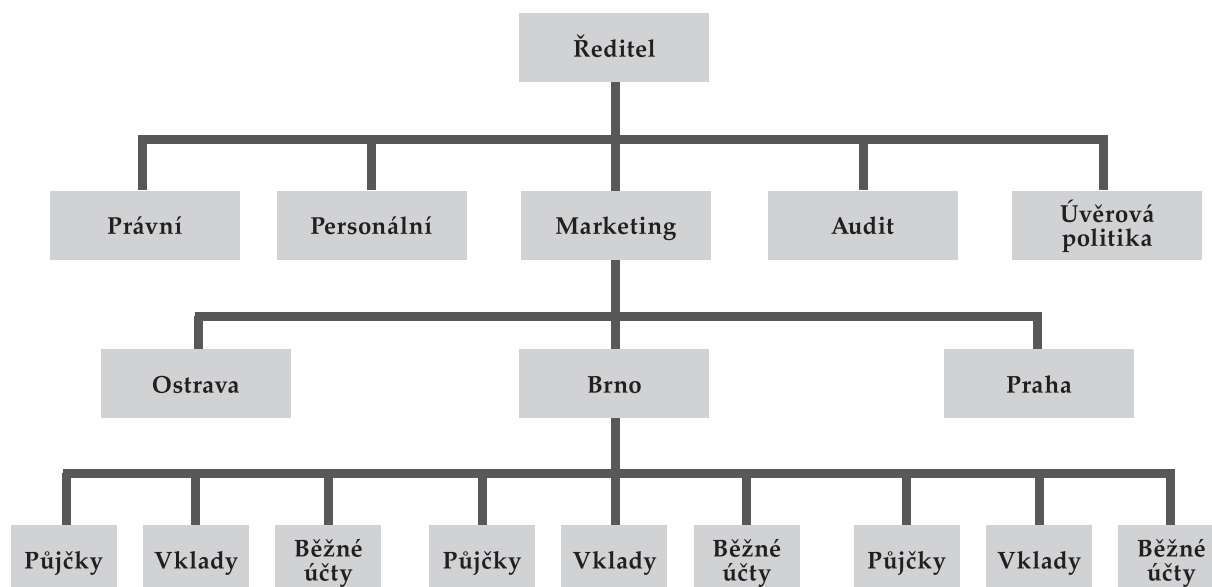 Ředitel
Právní
Personální
Marketing
Audit
Úvěrová
politika
Ostrava
Brno
Praha
Půjčky
Vklady
Běžné
účty
Půjčky
Vklady
Běžné
účty
Půjčky
Vklady
Běžné
účty